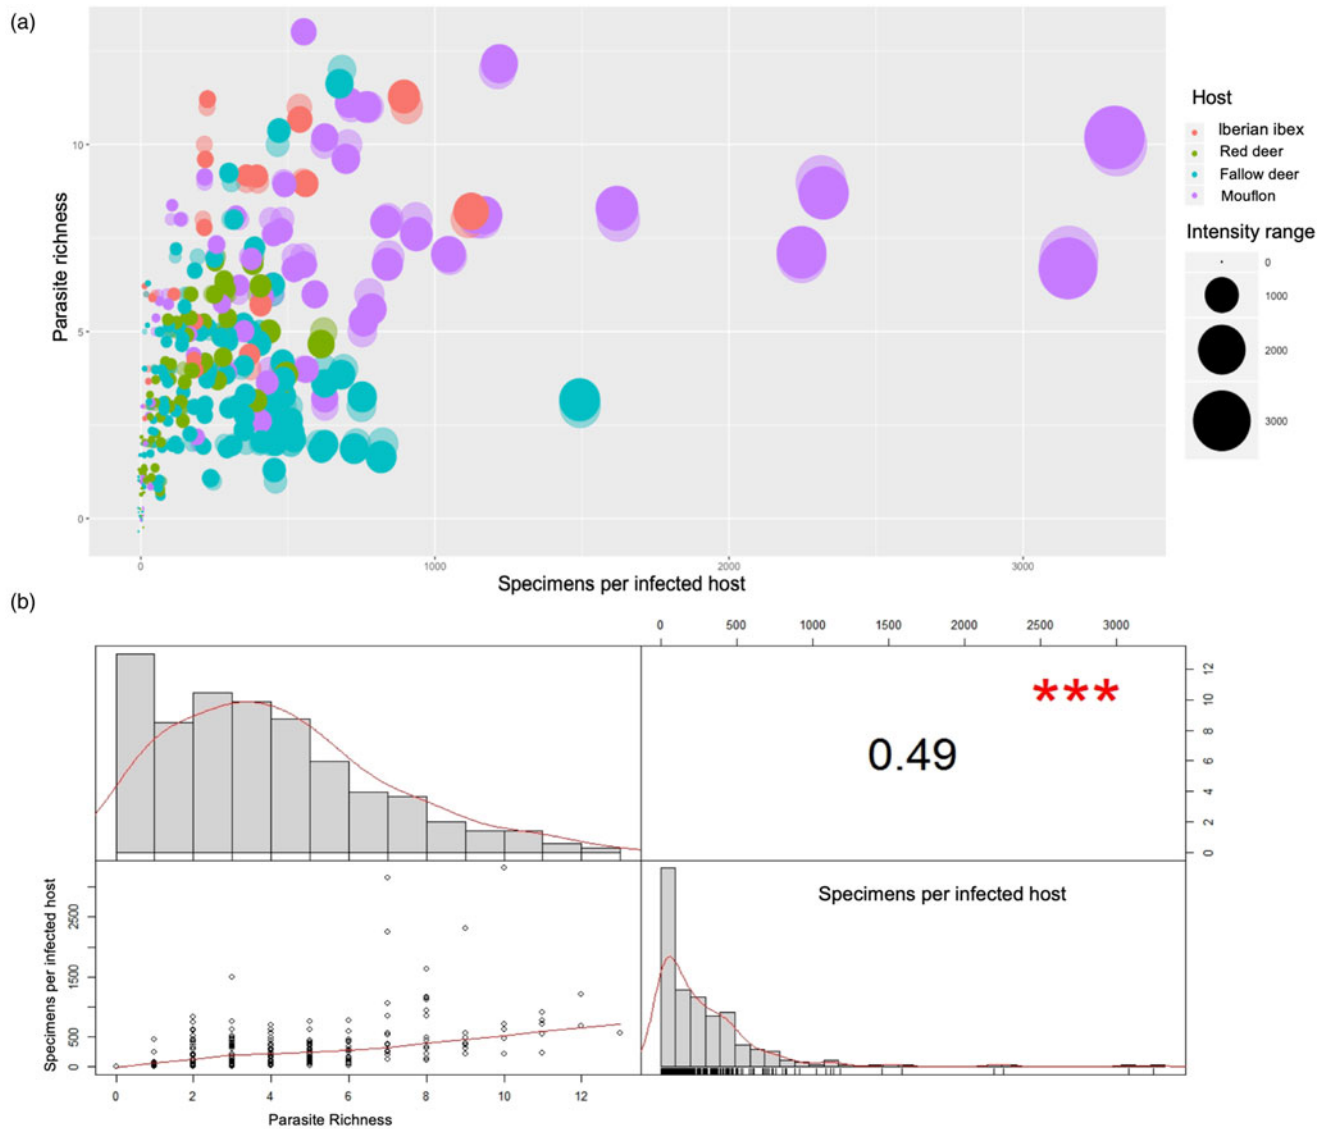 (a)
Parasite richness
10
5
0
0
1000
2000
3000
Specimens per infected host
Host
Iberian ibex
Red deer
Fallow deer
Mouflon
Intensity range
0
1000
2000
3000
(b)
0
500
1000
1500
2000
2500
3000
***
0.49
12
10
8
6
4
2
0
Specimens per infected host
2500
1500
500
0
Specimens per infected host
0
2
4
6
8
10
12
Parasite Richness